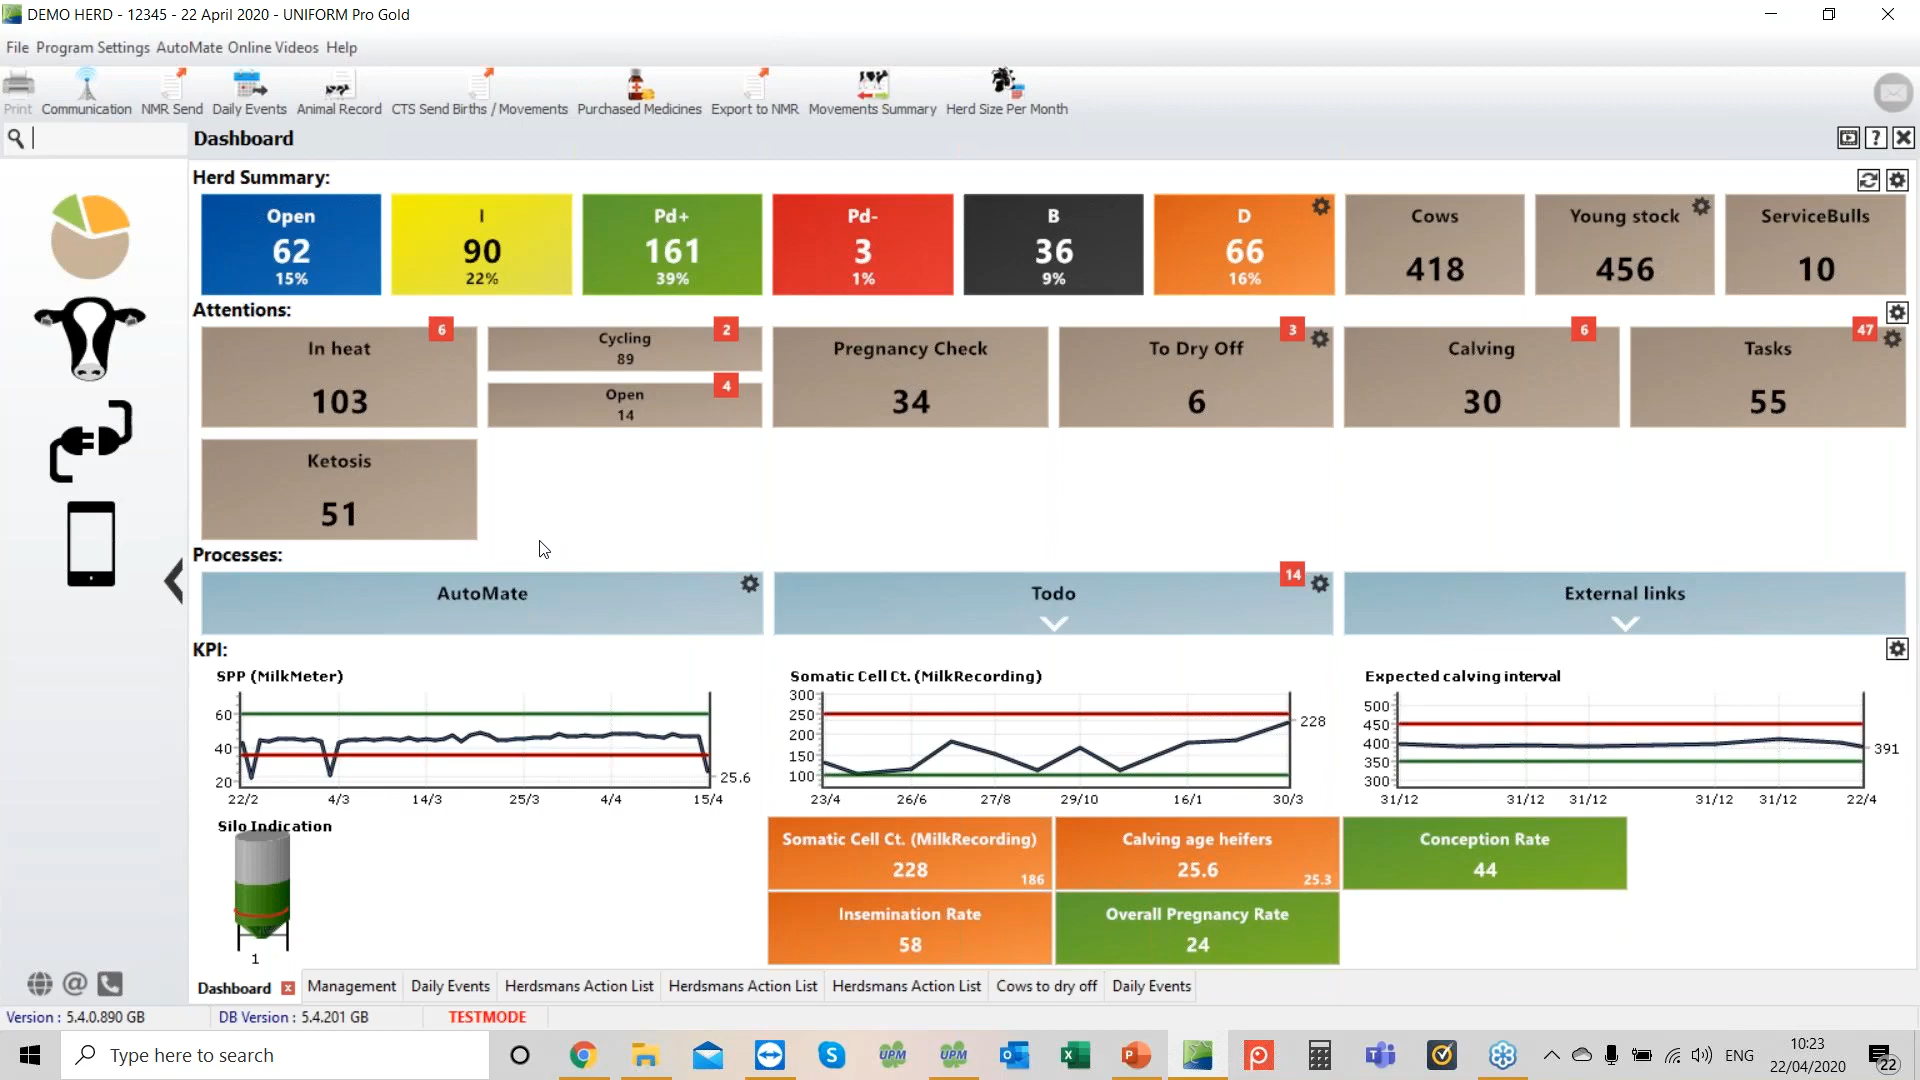 DEMO HERD - 12345 - 22 April 2020 - UNIFORM Pro Gold
File Program Settings AutoMate Online Videos Help
Print Communication NMR Send Daily Events Animal Record CTS Send Births / Movements Purchased Medicines Export to NMR Movements Summary Herd Size Per Month
Dashboard
Herd Summary:
Open I Pd+ Pd- B D Cows Young stock ServiceBulls
62 90 161 3 36 66 418 456 10
15% 22% 39% 1% 9% 16%
Attentions:
6 2 3 6 47
In heat Cycling Pregnancy Check To Dry Off Calving Tasks
89
4
Open
103 14 34 6 30 55
Ketosis
51
Processes:
14
AutoMate Todo External links
KPI:
SPP (MilkMeter)
60
40
20
25.6
22/2 4/3 14/3 25/3 4/4 15/4
Somatic Cell Ct. (MilkRecording)
300
250
200
150
100
228
23/4 26/6 27/8 29/10 16/1 30/3
Expected calving interval
500
450
400
350
300
391
31/12 31/12 31/12 31/12 31/12 22/4
Silo Indication
1
Somatic Cell Ct. (MilkRecording)
228
186
Calving age heifers
25.6
25.3
Conception Rate
44
Insemination Rate
58
Overall Pregnancy Rate
24
Dashboard Management Daily Events Herdsmans Action List Herdsmans Action List Herdsmans Action List Cows to dry off Daily Events
Version : 5.4.0.890 GB DB Version : 5.4.201 GB TESTMODE
Type here to search
UPM UPM
ENG
10:23
22/04/2020
22